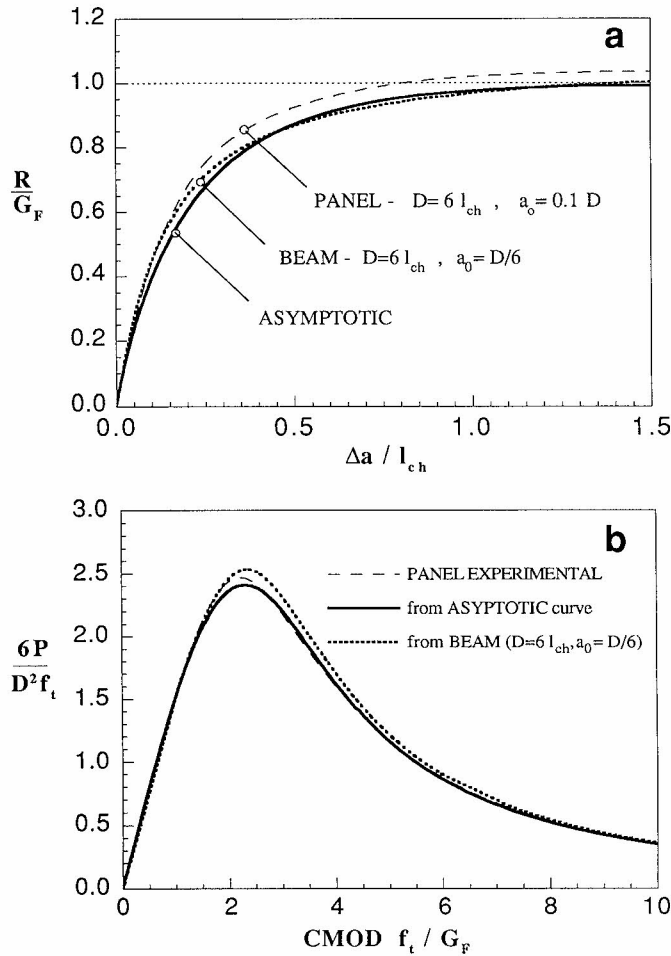 a
1.2
1.0
0.8
0.6
0.4
0.2
0.0
R
G_F
PANEL - D= 6 l_ch , a_o= 0.1 D
BEAM - D=6 l_ch , a_0= D/6
ASYMPTOTIC
0.0 0.5 1.0 1.5
Δa / l_ch
b
3.0
2.5
2.0
1.5
1.0
0.5
0.0
6P
D²f_t
PANEL EXPERIMENTAL
from ASYPTOTIC curve
from BEAM (D=6 l_ch, a_0= D/6)
0 2 4 6 8 10
CMOD f_t / G_F